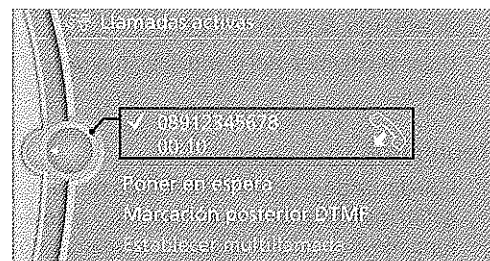 Llamadas activas
08912345678
00:10
Poner en espera
Marcación posterior DTMF
Establecer multillamada